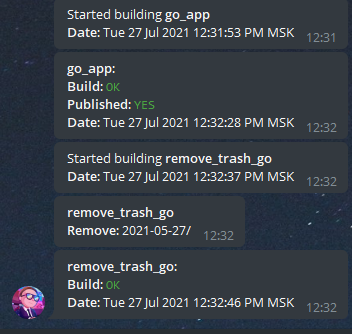 Started building go_app
Date: Tue 27 Jul 2021 12:31:53 PM MSK 12:31
go_app:
Build: OK
Published: YES
Date: Tue 27 Jul 2021 12:32:28 PM MSK 12:32
Started building remove_trash_go
Date: Tue 27 Jul 2021 12:32:37 PM MSK 12:32
remove_trash_go
Remove: 2021-05-27/ 12:32
remove_trash_go:
Build: OK
Date: Tue 27 Jul 2021 12:32:46 PM MSK 12:32